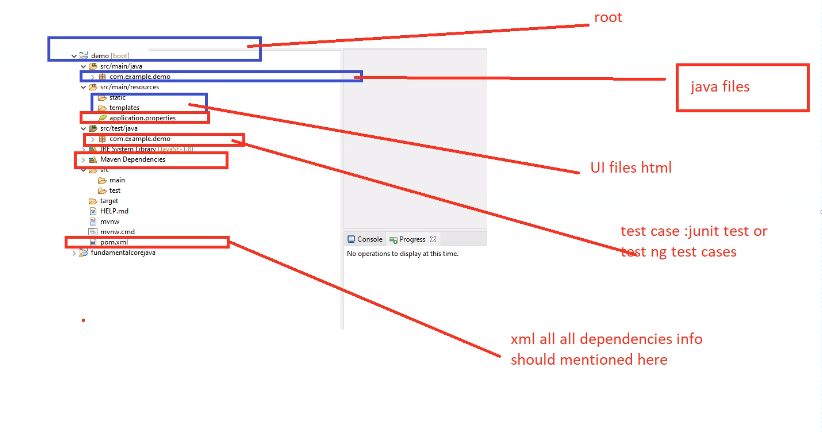 root
demo [boot]
src/main/java
com.example.demo
java files
src/main/resources
static
templates
application.properties
src/test/java
com.example.demo
JRE System Library [JavaSE-1.8]
Maven Dependencies
UI files html
src
main
test
target
HELP.md
mvnw
mvnw.cmd
pom.xml
fundamentalcorejava
test case :junit test or
test ng test cases
Console Progress
No operations to display at this time.
xml all all dependencies info
should mentioned here